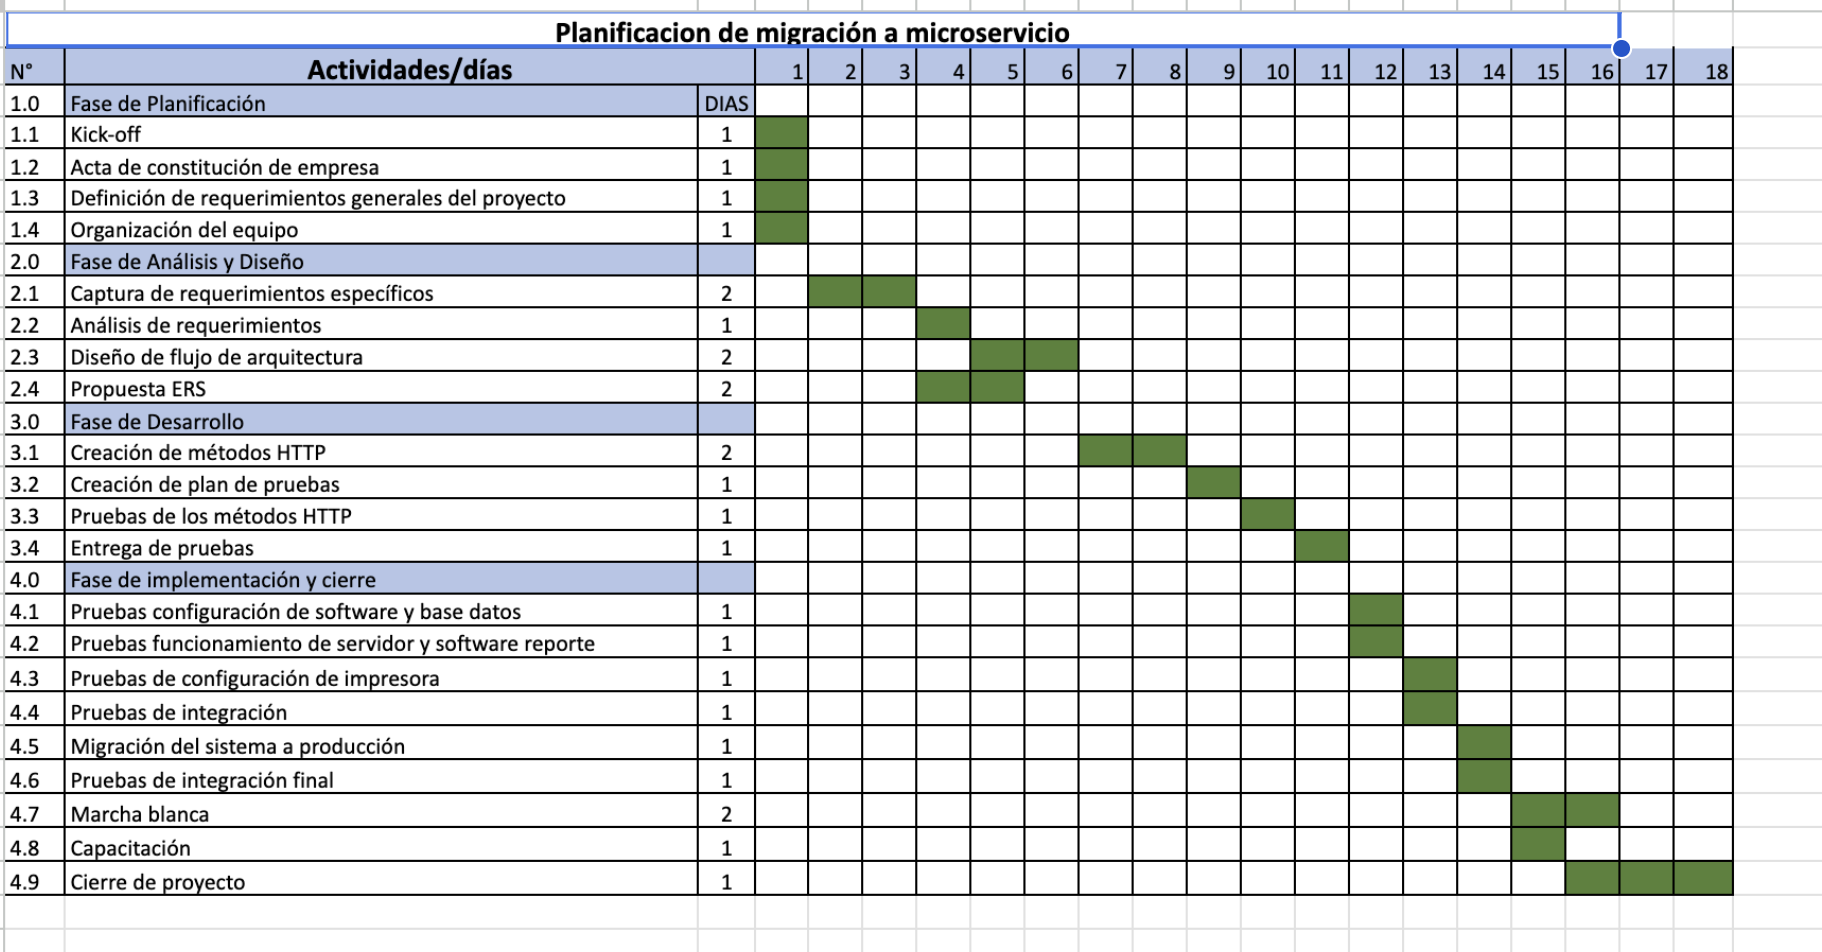 Planificacion de migración a microservicio
N° Actividades/días 1 2 3 4 5 6 7 8 9 10 11 12 13 14 15 16 17 18
1.0 Fase de Planificación DIAS
1.1 Kick-off 1
1.2 Acta de constitución de empresa 1
1.3 Definición de requerimientos generales del proyecto 1
1.4 Organización del equipo 1
2.0 Fase de Análisis y Diseño
2.1 Captura de requerimientos específicos 2
2.2 Análisis de requerimientos 1
2.3 Diseño de flujo de arquitectura 2
2.4 Propuesta ERS 2
3.0 Fase de Desarrollo
3.1 Creación de métodos HTTP 2
3.2 Creación de plan de pruebas 1
3.3 Pruebas de los métodos HTTP 1
3.4 Entrega de pruebas 1
4.0 Fase de implementación y cierre
4.1 Pruebas configuración de software y base datos 1
4.2 Pruebas funcionamiento de servidor y software reporte 1
4.3 Pruebas de configuración de impresora 1
4.4 Pruebas de integración 1
4.5 Migración del sistema a producción 1
4.6 Pruebas de integración final 1
4.7 Marcha blanca 2
4.8 Capacitación 1
4.9 Cierre de proyecto 1